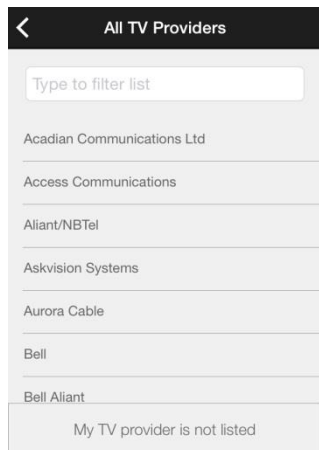 All TV Providers
Type to filter list
Acadian Communications Ltd
Access Communications
Aliant/NBTel
Askvision Systems
Aurora Cable
Bell
Bell Aliant
My TV provider is not listed